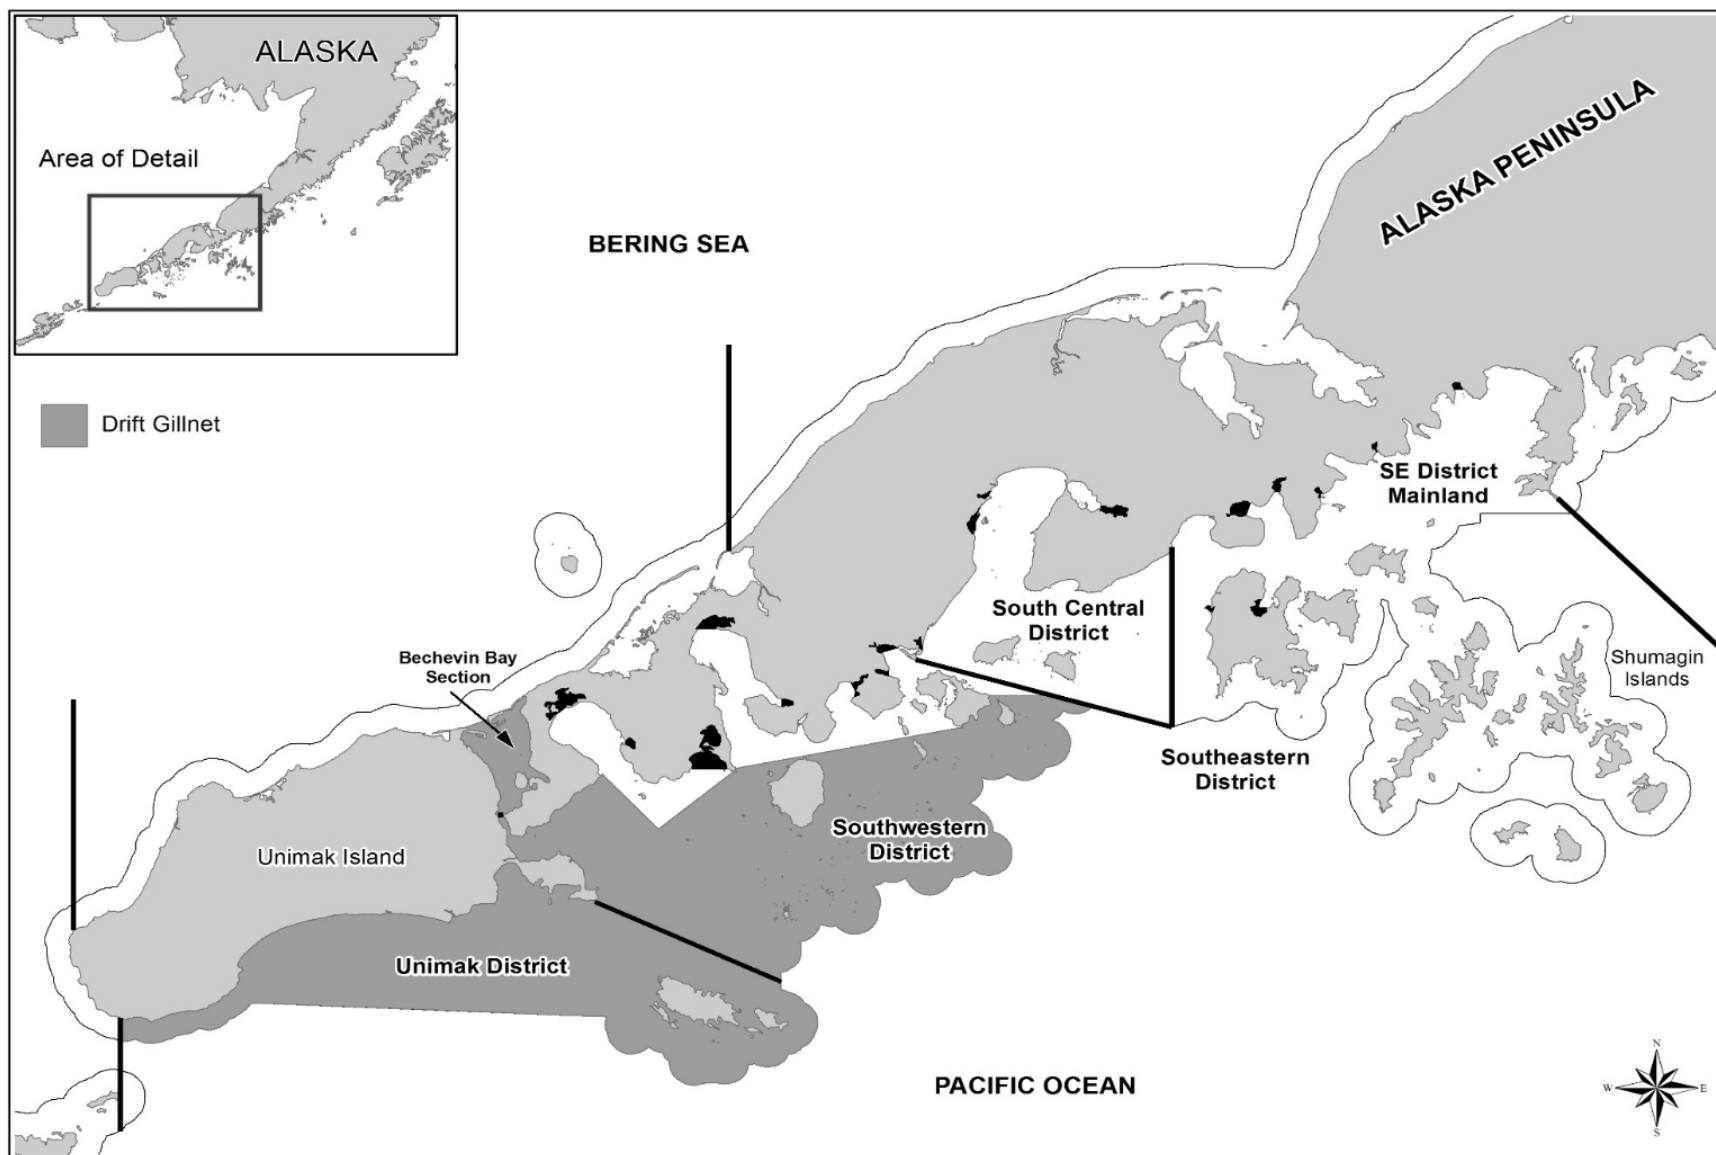 ALASKA
Area of Detail
ALASKA PENINSULA
BERING SEA
Drift Gillnet
SE District
Mainland
South Central
District
Bechevin Bay
Section
Shumagin
Islands
Southeastern
District
Southwestern
District
Unimak Island
Unimak District
PACIFIC OCEAN
N
W
E
S